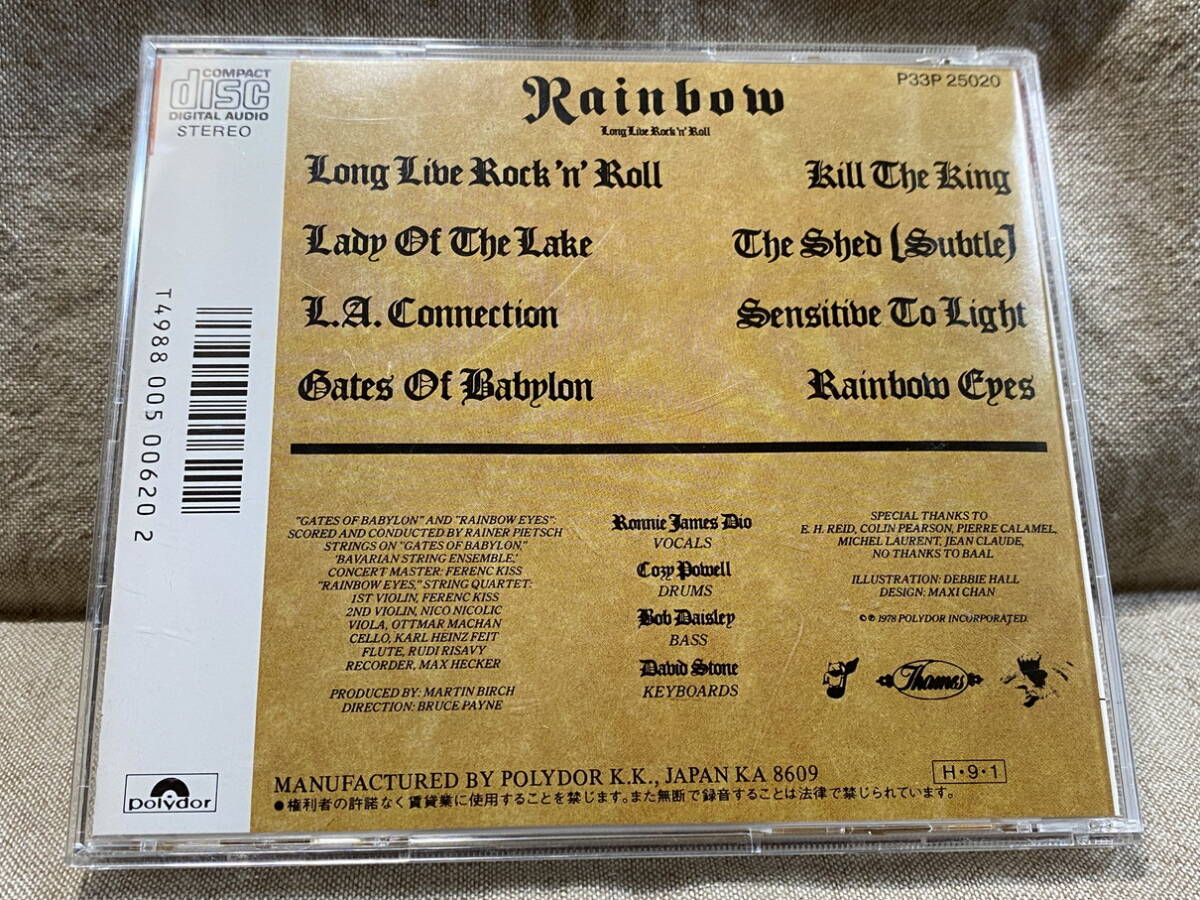 COMPACT
disc
DIGITAL AUDIO
STEREO
P33P 25020
Rainbow
Long Live Rock 'n' Roll
Long Live Rock 'n' Roll
Lady Of The Lake
L.A. Connection
Gates Of Babylon
Kill The King
The Shed [Subtle]
Sensitive To Light
Rainbow Eyes
T4988 005 00620 2
"GATES OF BABYLON" AND "RAINBOW EYES":
SCORED AND CONDUCTED BY RAINER PIETSCH
STRINGS ON "GATES OF BABYLON,"
'BAVARIAN STRING ENSEMBLE,'
CONCERT MASTER: FERENC KISS
"RAINBOW EYES," STRING QUARTET:
1ST VIOLIN, FERENC KISS
2ND VIOLIN, NICO NICOLIC
VIOLA, OTTMAR MACHAN
CELLO, KARL HEINZ FEIT
FLUTE, RUDI RISAVY
RECORDER, MAX HECKER
PRODUCED BY: MARTIN BIRCH
DIRECTION: BRUCE PAYNE
Ronnie James Dio
VOCALS
Cozy Powell
DRUMS
Bob Daisley
BASS
David Stone
KEYBOARDS
SPECIAL THANKS TO
E. H. REID, COLIN PEARSON, PIERRE CALAMEL,
MICHEL LAURENT, JEAN CLAUDE,
NO THANKS TO BAAL
ILLUSTRATION: DEBBIE HALL
DESIGN: MAXI CHAN
©℗ 1978 POLYDOR INCORPORATED.
Thames
polydor
MANUFACTURED BY POLYDOR K.K., JAPAN KA 8609
H・9・1
●権利者の許諾なく賃貸業に使用することを禁じます。また無断で録音することは法律で禁じられています。